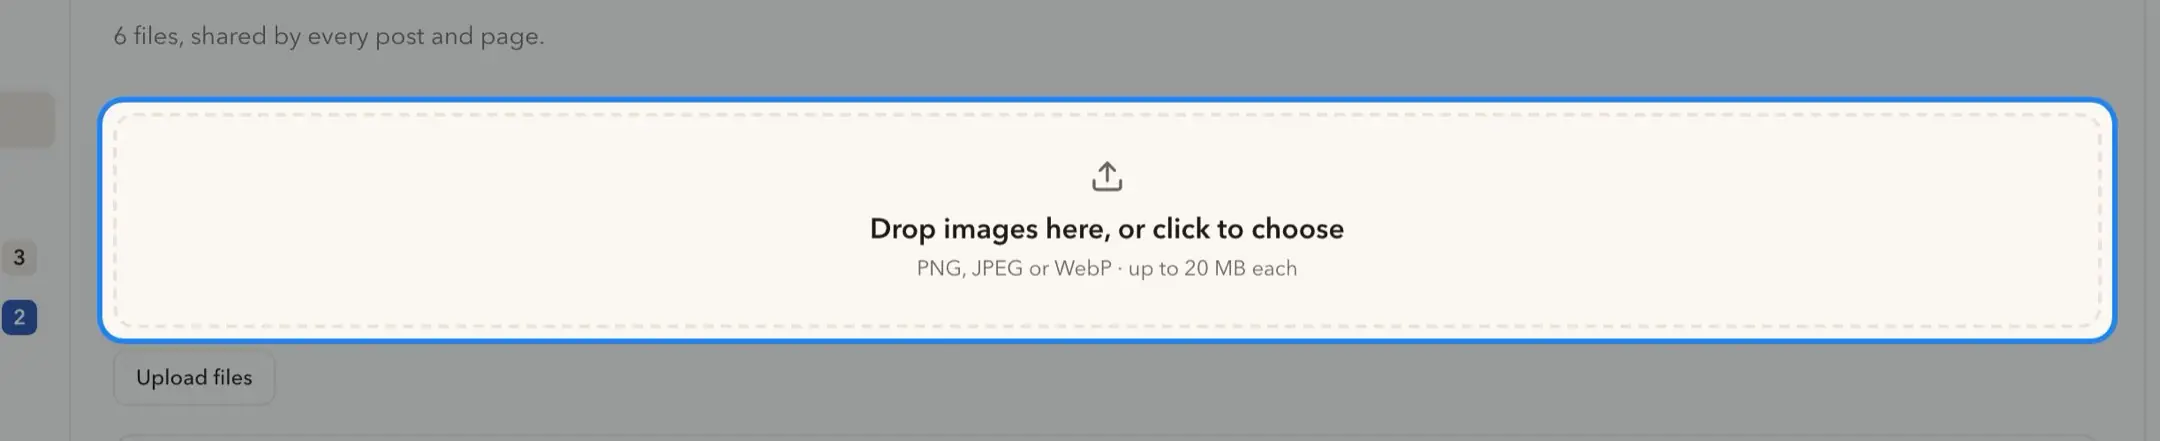 6 files, shared by every post and page.
Drop images here, or click to choose
PNG, JPEG or WebP · up to 20 MB each
3
2
Upload files